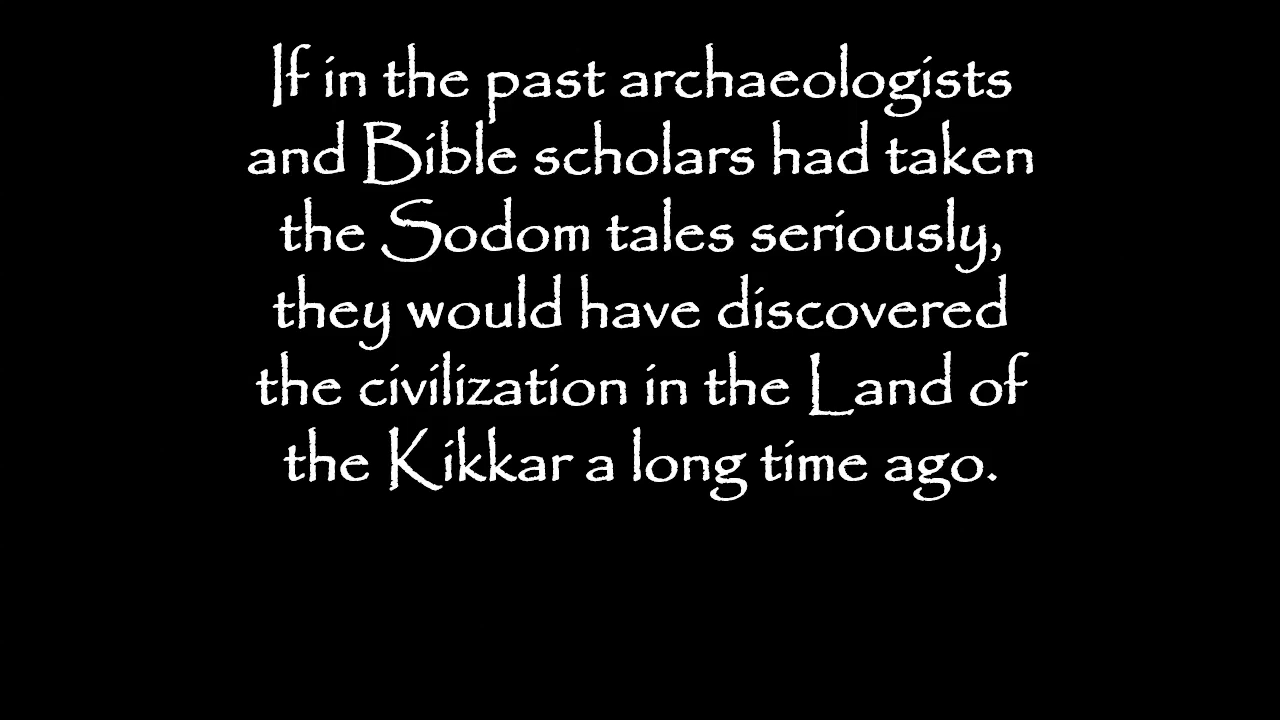 If in the past archaeologists
and Bible scholars had taken
the Sodom tales seriously,
they would have discovered
the civilization in the Land of
the Kikkar a long time ago.